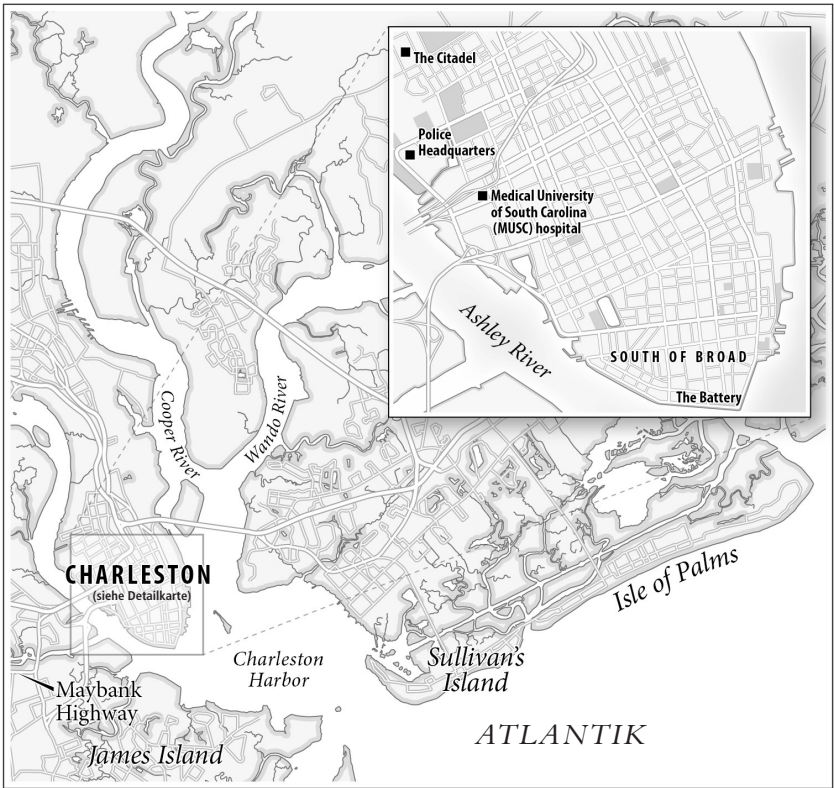 The Citadel
Police
Headquarters
Medical University
of South Carolina
(MUSC) hospital
Ashley River
SOUTH OF BROAD
The Battery
Cooper River
Wando River
CHARLESTON
(siehe Detailkarte)
Isle of Palms
Charleston
Harbor
Sullivan's
Island
Maybank
Highway
James Island
ATLANTIK